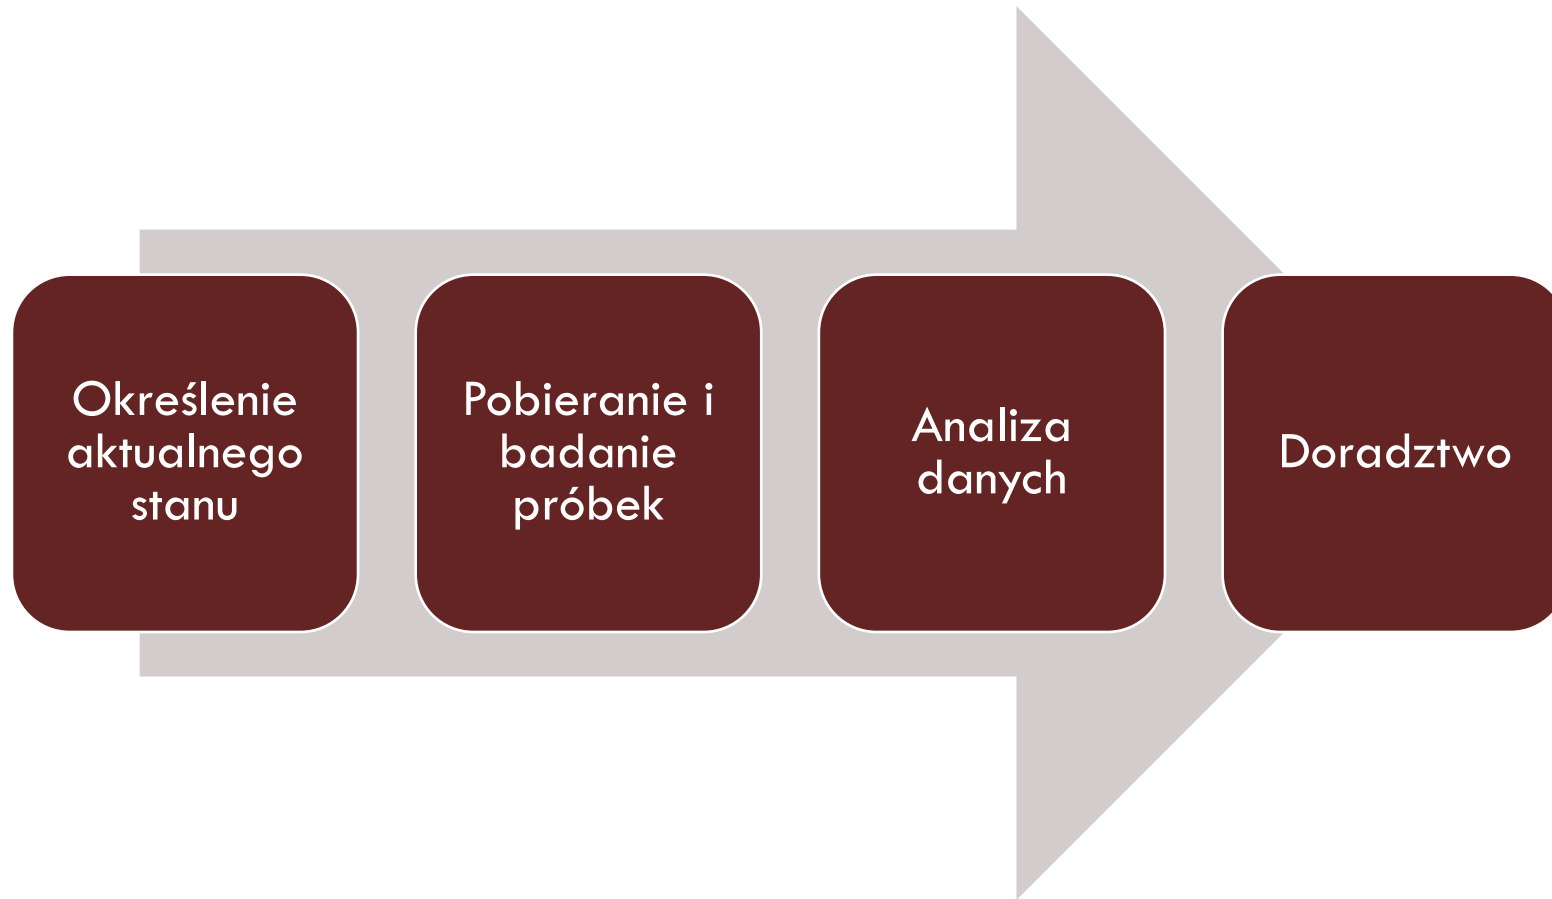 Określenie
aktualnego
stanu
Pobieranie i
badanie
próbek
Analiza
danych
Doradztwo